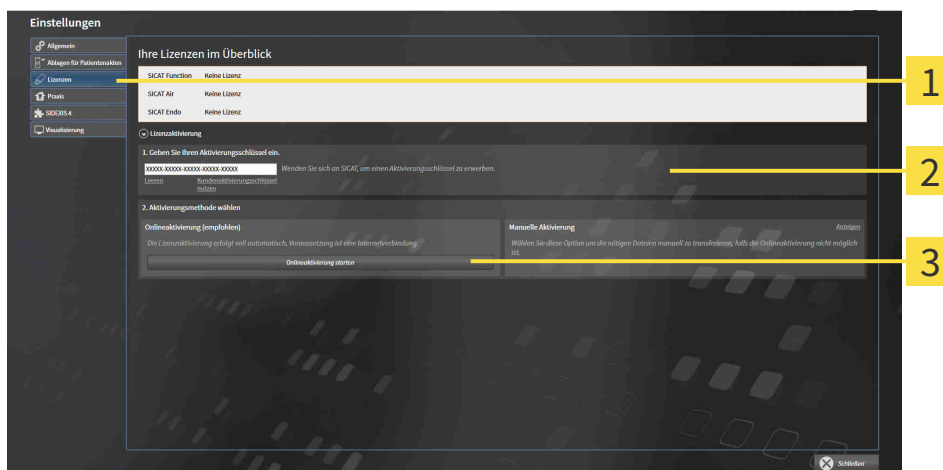 Einstellungen
Allgemein
Ablagen für Patientenakten
Lizenzen
Praxis
SIDEXIS 4
Visualisierung
Ihre Lizenzen im Überblick
SICAT Function Keine Lizenz
SICAT Air Keine Lizenz
SICAT Endo Keine Lizenz
Lizenzaktivierung
1. Geben Sie Ihren Aktivierungsschlüssel ein.
XXXXX-XXXXX-XXXXX-XXXXX-XXXXX
Wenden Sie sich an SICAT, um einen Aktivierungsschlüssel zu erwerben.
Leeren
Kundenaktivierungsschlüssel
nutzen
2. Aktivierungsmethode wählen
Onlineaktivierung (empfohlen)
Die Lizenzaktivierung erfolgt voll automatisch, Voraussetzung ist eine Internetverbindung.
Onlineaktivierung starten
Manuelle Aktivierung
Anzeigen
Wählen Sie diese Option um die nötigen Dateien manuell zu transferieren, falls die Onlineaktivierung nicht möglich
ist.
Schließen
1
2
3